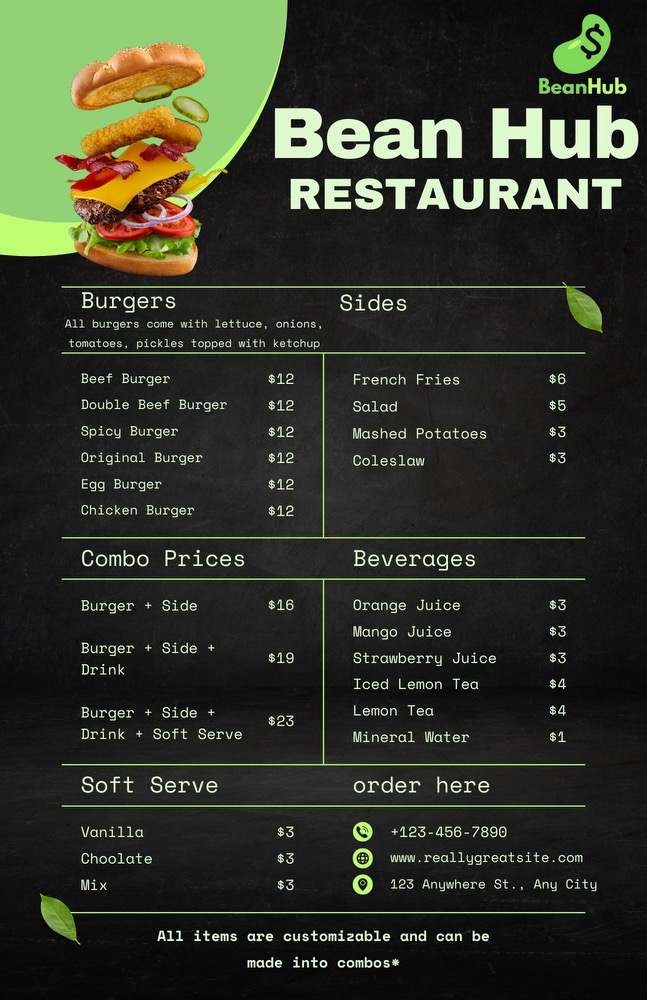 BeanHub
Bean Hub
RESTAURANT
Burgers
All burgers come with lettuce, onions,
tomatoes, pickles topped with ketchup
Sides
Beef Burger $12
Double Beef Burger $12
Spicy Burger $12
Original Burger $12
Egg Burger $12
Chicken Burger $12
French Fries $6
Salad $5
Mashed Potatoes $3
Coleslaw $3
Combo Prices
Burger + Side $16
Burger + Side +
Drink $19
Burger + Side +
Drink + Soft Serve $23
Beverages
Orange Juice $3
Mango Juice $3
Strawberry Juice $3
Iced Lemon Tea $4
Lemon Tea $4
Mineral Water $1
Soft Serve
Vanilla $3
Choolate $3
Mix $3
order here
+123-456-7890
www.reallygreatsite.com
123 Anywhere St., Any City
All items are customizable and can be
made into combos*